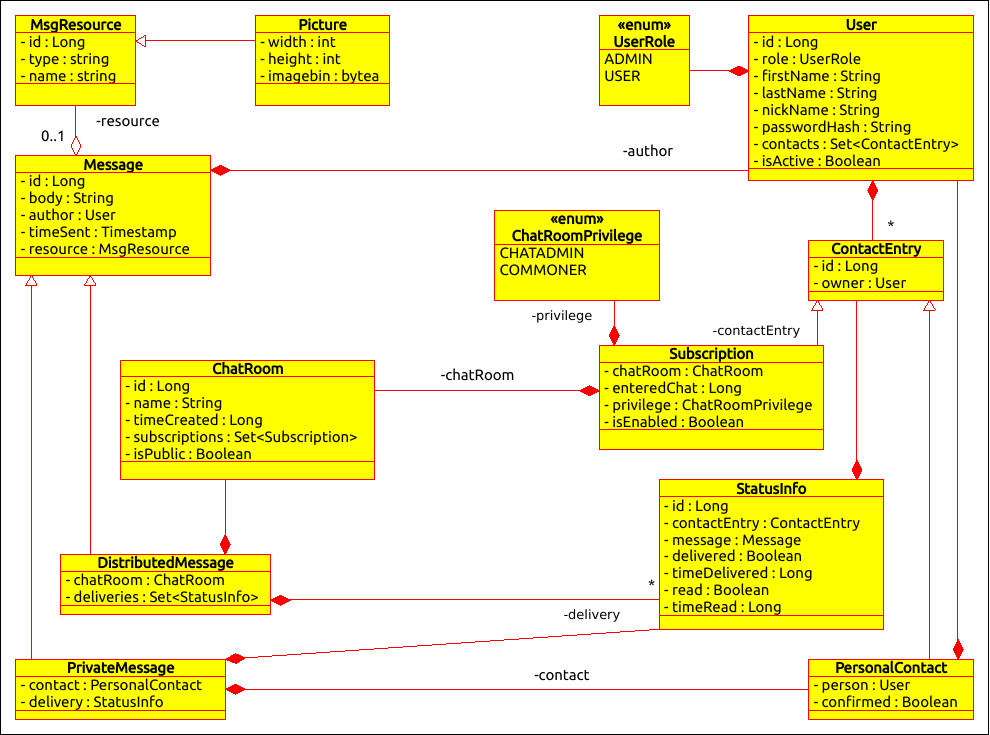 MsgResource
- id : Long
- type : string
- name : string
Picture
- width : int
- height : int
- imagebin : bytea
«enum»
UserRole
ADMIN
USER
User
- id : Long
- role : UserRole
- firstName : String
- lastName : String
- nickName : String
- passwordHash : String
- contacts : Set<ContactEntry>
- isActive : Boolean
-resource
0..1
-author
Message
- id : Long
- body : String
- author : User
- timeSent : Timestamp
- resource : MsgResource
«enum»
ChatRoomPrivilege
CHATADMIN
COMMONER
*
ContactEntry
- id : Long
- owner : User
-privilege
-contactEntry
ChatRoom
- id : Long
- name : String
- timeCreated : Long
- subscriptions : Set<Subscription>
- isPublic : Boolean
-chatRoom
Subscription
- chatRoom : ChatRoom
- enteredChat : Long
- privilege : ChatRoomPrivilege
- isEnabled : Boolean
StatusInfo
- id : Long
- contactEntry : ContactEntry
- message : Message
- delivered : Boolean
- timeDelivered : Long
- read : Boolean
- timeRead : Long
DistributedMessage
- chatRoom : ChatRoom
- deliveries : Set<StatusInfo>
*
-delivery
PrivateMessage
- contact : PersonalContact
- delivery : StatusInfo
-contact
PersonalContact
- person : User
- confirmed : Boolean